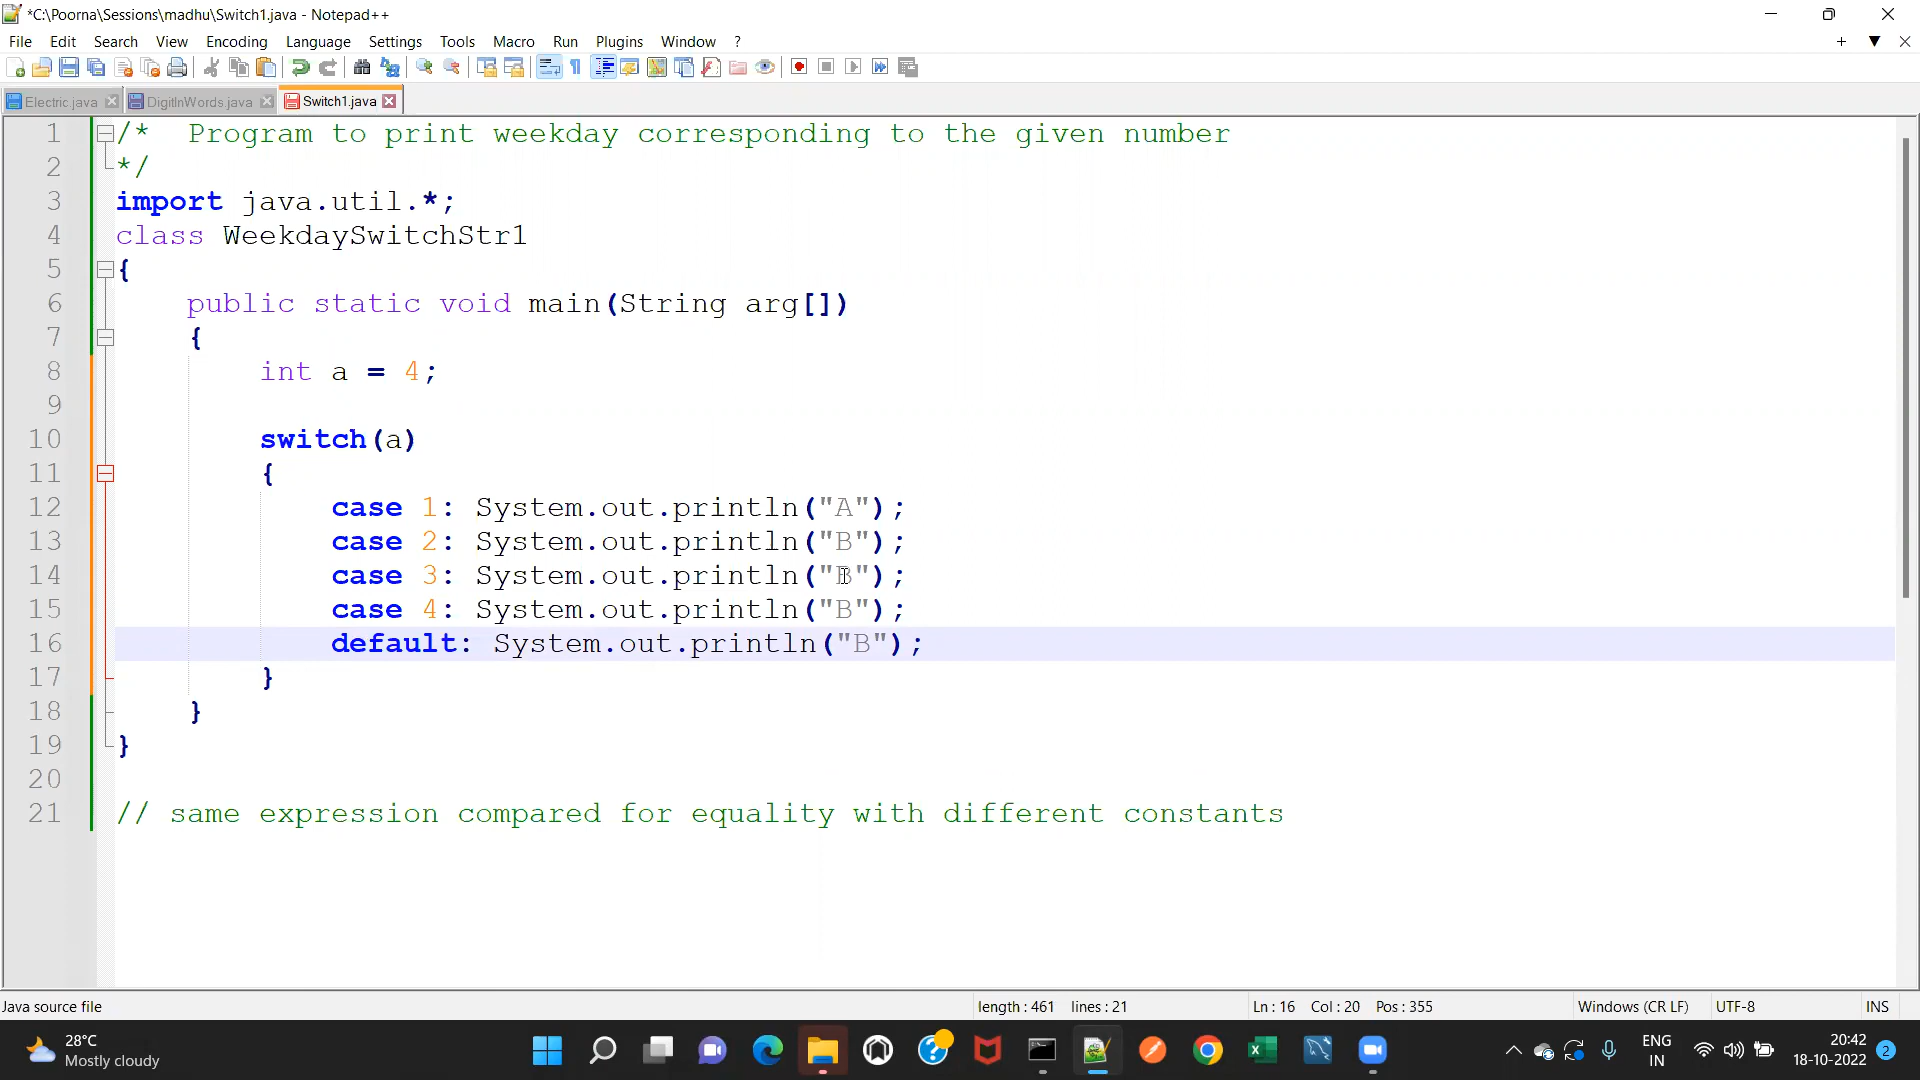 *C:\Poorna\Sessions\madhu\Switch1.java - Notepad++
File Edit Search View Encoding Language Settings Tools Macro Run Plugins Window ?
Electric.java DigitInWords.java Switch1.java
1 /*  Program to print weekday corresponding to the given number
2 */
3 import java.util.*;
4 class WeekdaySwitchStr1
5 {
6 public static void main(String arg[])
7 {
8 int a = 4;
9
10 switch(a)
11 {
12 case 1: System.out.println("A");
13 case 2: System.out.println("B");
14 case 3: System.out.println("B");
15 case 4: System.out.println("B");
16 default: System.out.println("B");
17 }
18 }
19 }
20
21 // same expression compared for equality with different constants
Java source file length : 461 lines : 21 Ln : 16 Col : 20 Pos : 355 Windows (CR LF) UTF-8 INS
28°C
Mostly cloudy
ENG
IN
20:42
18-10-2022
2